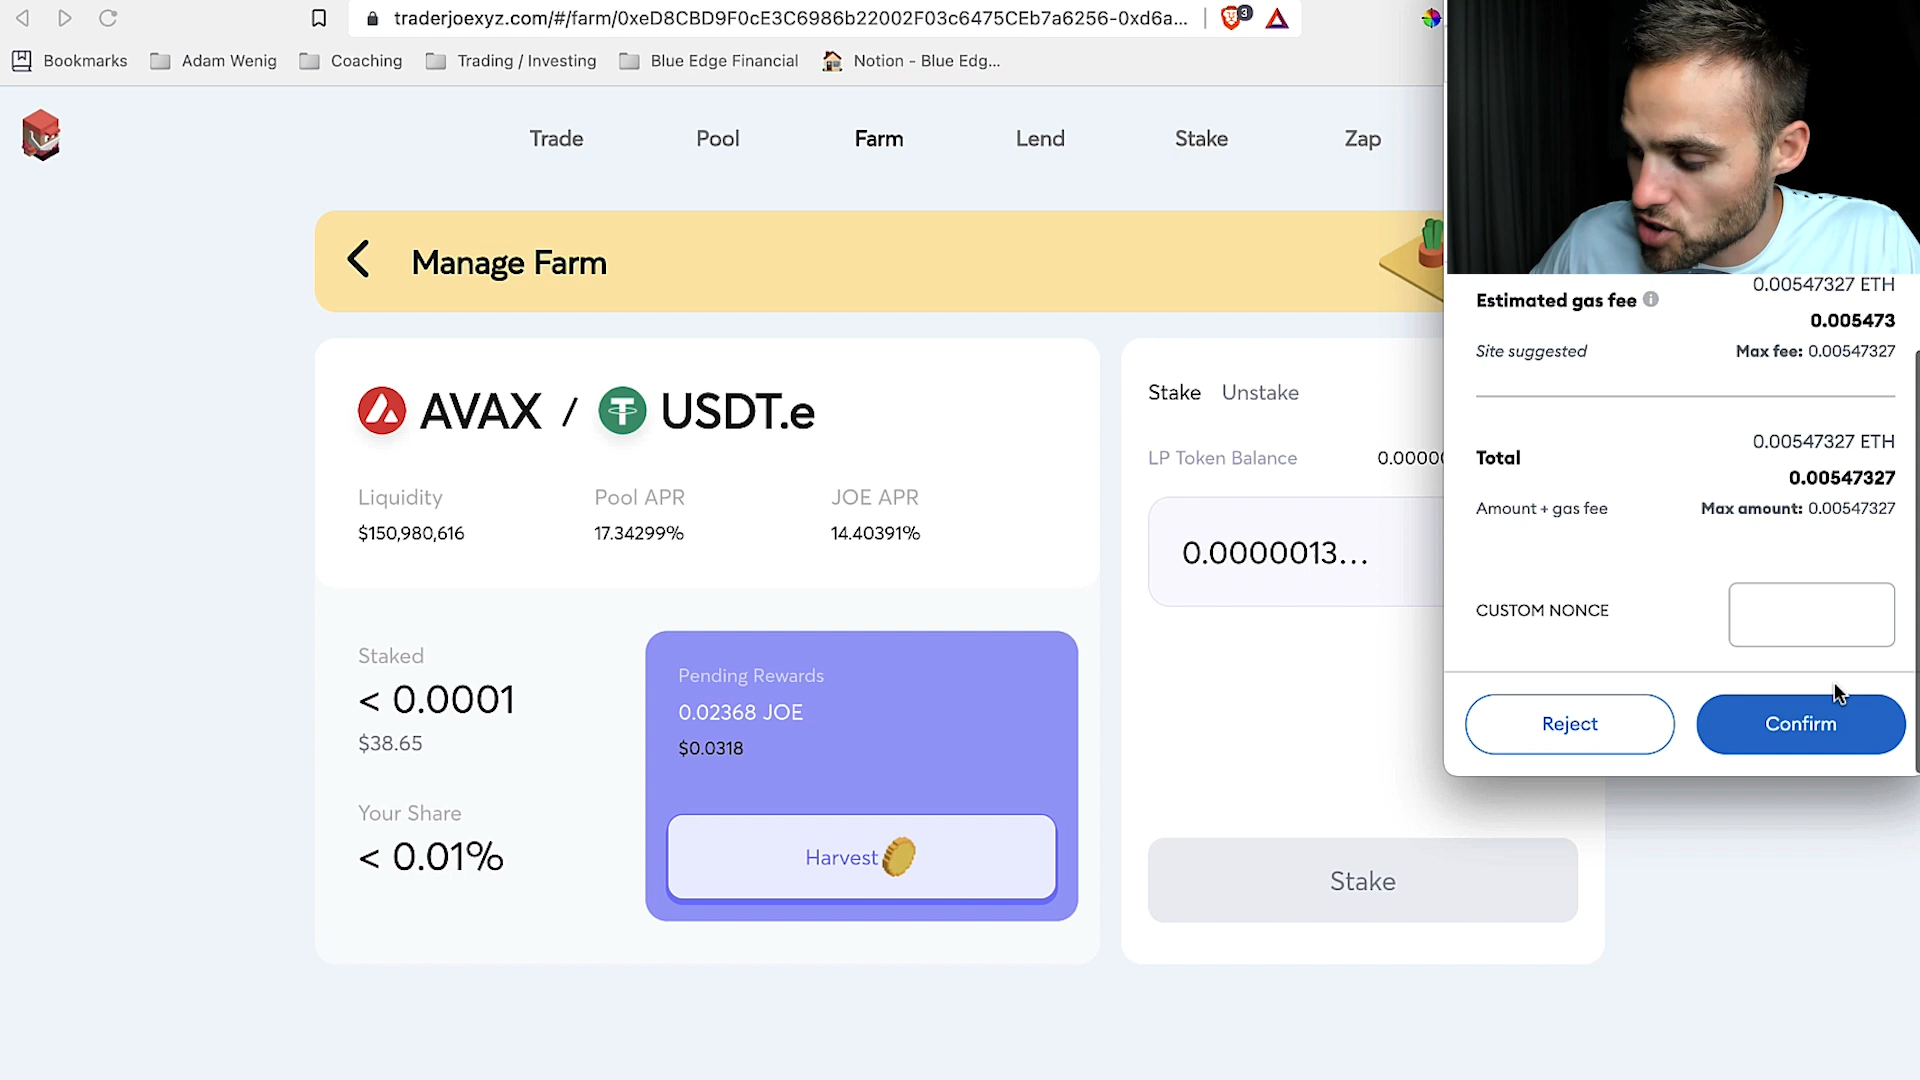 traderjoexyz.com/#/farm/0xeD8CBD9F0cE3C6986b22002F03c6475CEb7a6256-0xd6a...
3
Bookmarks
Adam Wenig
Coaching
Trading / Investing
Blue Edge Financial
Notion - Blue Edg...
Trade
Pool
Farm
Lend
Stake
Zap
Manage Farm
AVAX / USDT.e
Liquidity
$150,980,616
Pool APR
17.34299%
JOE APR
14.40391%
Staked
< 0.0001
$38.65
Your Share
< 0.01%
Pending Rewards
0.02368 JOE
$0.0318
Harvest
Stake
Unstake
LP Token Balance
0.0000
0.0000013...
Stake
0.00547327 ETH
Estimated gas fee
0.005473
Site suggested
Max fee: 0.00547327
0.00547327 ETH
Total
0.00547327
Amount + gas fee
Max amount: 0.00547327
CUSTOM NONCE
Reject
Confirm